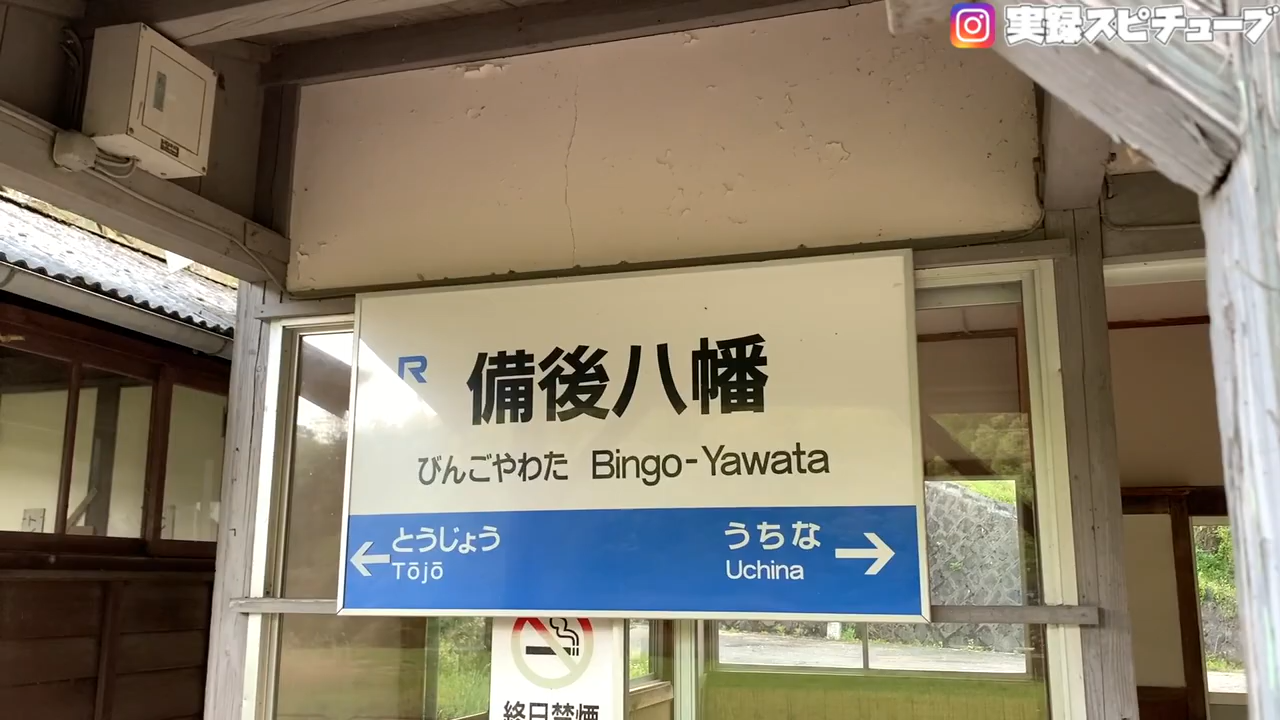 実録スピチューブ
R
備後八幡
びんごやわた Bingo-Yawata
とうじょう
Tōjō
うちな
Uchina
終日禁煙